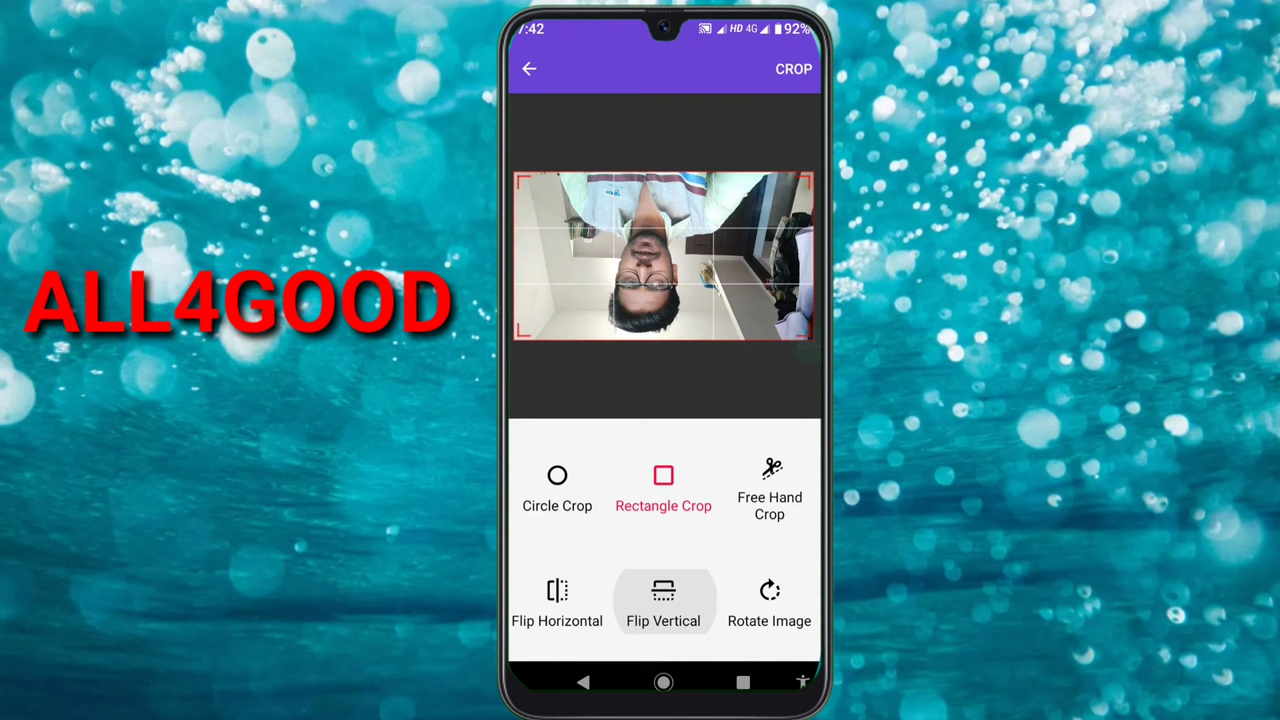 7:42
HD 4G 92%
CROP
ALL4GOOD
Circle Crop
Rectangle Crop
Free Hand
Crop
Flip Horizontal
Flip Vertical
Rotate Image